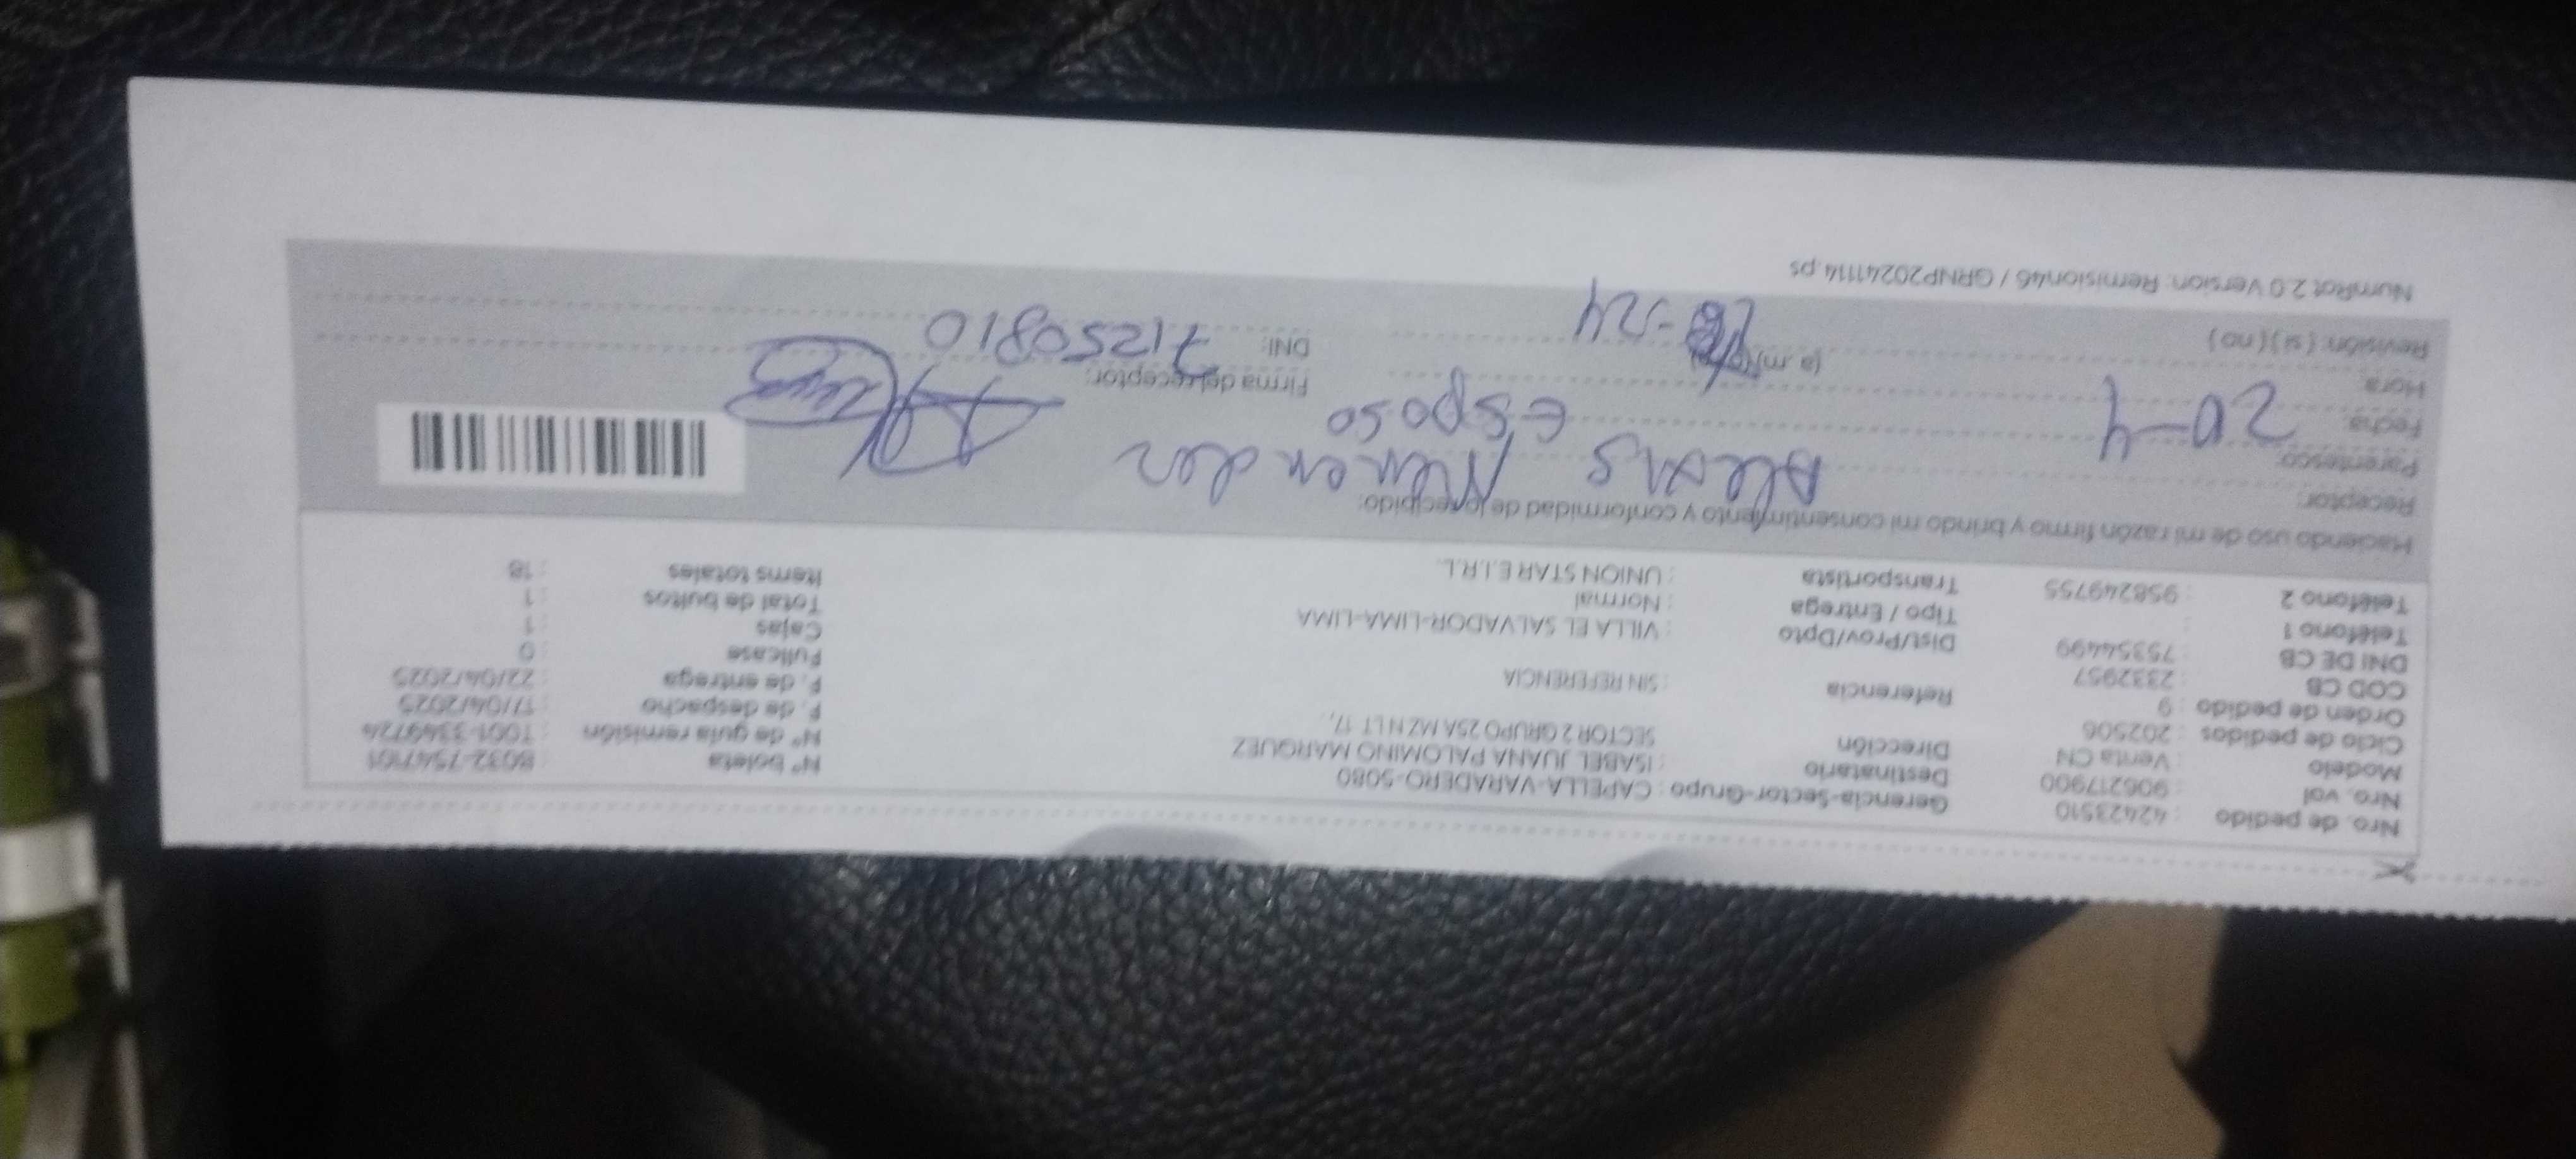 Nro. de pedido : 42423510 Gerencia-Sector-Grupo : CAPELLA-VARADERO-5080 N° boleta : B032-7547101
Nro. vol : 906217900 Destinatario : ISABEL JUANA PALOMINO MARQUEZ N° de guía remisión : T001-3349724
Modelo : Venta CN Dirección SECTOR 2 GRUPO 25A MZ N LT 17, F. de despacho : 17/04/2025
Ciclo de pedidos : 202506 F. de entrega : 22/04/2025
Orden de pedido : 9 Referencia : SIN REFERENCIA Fullcase : 0
COD CB : 2332957 Dist/Prov/Dpto : VILLA EL SALVADOR-LIMA-LIMA Cajas : 1
DNI DE CB : 75354499 Tipo / Entrega : Normal Total de bultos : 1
Teléfono 1 : Transportista : UNION STAR E.I.R.L. Items totales : 18
Teléfono 2 : 958249755
Haciendo uso de mi razón firmo y brindo mi consentimiento y conformidad de lo recibido:
Receptor: Alexis
Parentesco: Esposo
Fecha: 20-4 Firma del receptor:
Hora (a.m)
Revisión: ( si ) ( no ) DNI: 71250810
NumRot 2.0 Version: Remision46 / GRNP20241114.ps